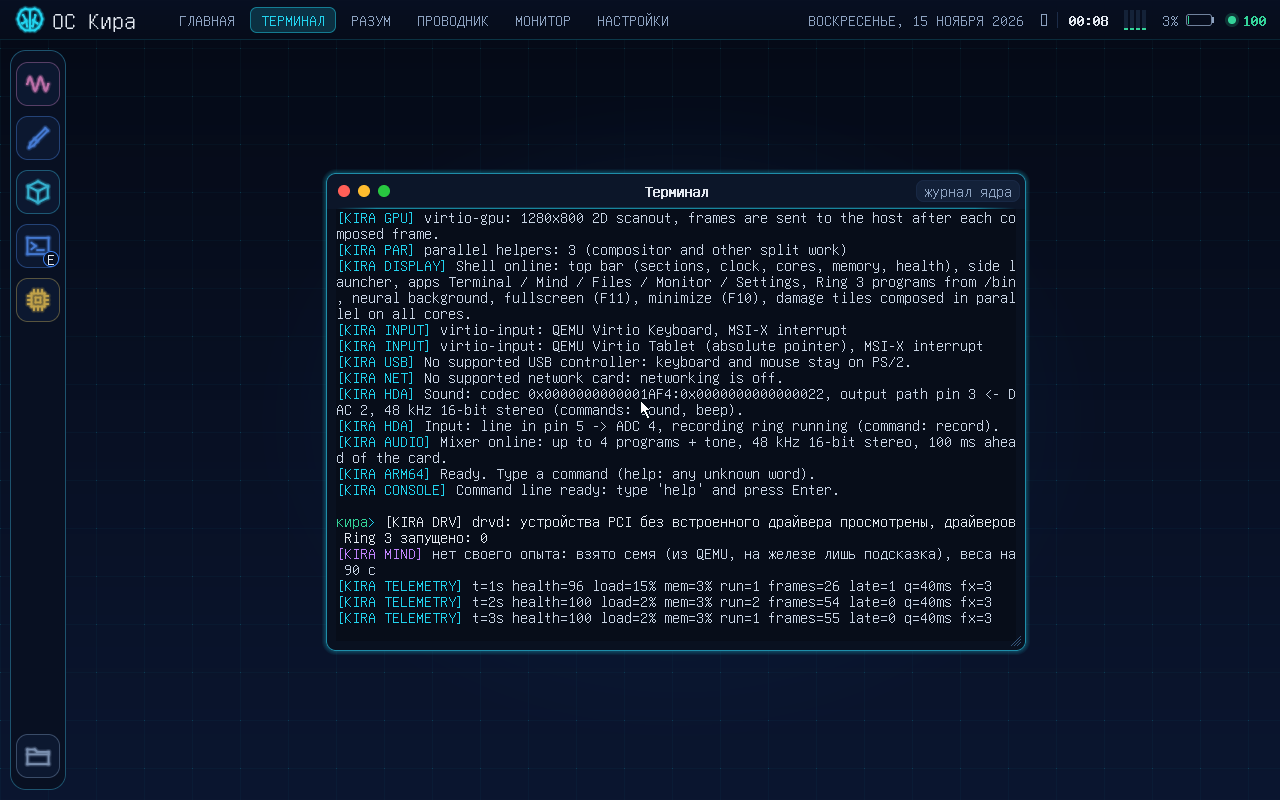 ОС Кира
ГЛАВНАЯ
ТЕРМИНАЛ
РАЗУМ
ПРОВОДНИК
МОНИТОР
НАСТРОЙКИ
ВОСКРЕСЕНЬЕ, 15 НОЯБРЯ 2026
00:08
3%
100
E
Терминал
журнал ядра
[KIRA GPU] virtio-gpu: 1280x800 2D scanout, frames are sent to the host after each co
mposed frame.
[KIRA PAR] parallel helpers: 3 (compositor and other split work)
[KIRA DISPLAY] Shell online: top bar (sections, clock, cores, memory, health), side l
auncher, apps Terminal / Mind / Files / Monitor / Settings, Ring 3 programs from /bin
, neural background, fullscreen (F11), minimize (F10), damage tiles composed in paral
lel on all cores.
[KIRA INPUT] virtio-input: QEMU Virtio Keyboard, MSI-X interrupt
[KIRA INPUT] virtio-input: QEMU Virtio Tablet (absolute pointer), MSI-X interrupt
[KIRA USB] No supported USB controller: keyboard and mouse stay on PS/2.
[KIRA NET] No supported network card: networking is off.
[KIRA HDA] Sound: codec 0x0000000000001AF4:0x0000000000000022, output path pin 3 <- D
AC 2, 48 kHz 16-bit stereo (commands: sound, beep).
[KIRA HDA] Input: line in pin 5 -> ADC 4, recording ring running (command: record).
[KIRA AUDIO] Mixer online: up to 4 programs + tone, 48 kHz 16-bit stereo, 100 ms ahea
d of the card.
[KIRA ARM64] Ready. Type a command (help: any unknown word).
[KIRA CONSOLE] Command line ready: type 'help' and press Enter.
кира> [KIRA DRV] drvd: устройства PCI без встроенного драйвера просмотрены, драйверов
Ring 3 запущено: 0
[KIRA MIND] нет своего опыта: взято семя (из QEMU, на железе лишь подсказка), веса на
90 с
[KIRA TELEMETRY] t=1s health=96 load=15% mem=3% run=1 frames=26 late=1 q=40ms fx=3
[KIRA TELEMETRY] t=2s health=100 load=2% mem=3% run=2 frames=54 late=0 q=40ms fx=3
[KIRA TELEMETRY] t=3s health=100 load=2% mem=3% run=1 frames=55 late=0 q=40ms fx=3